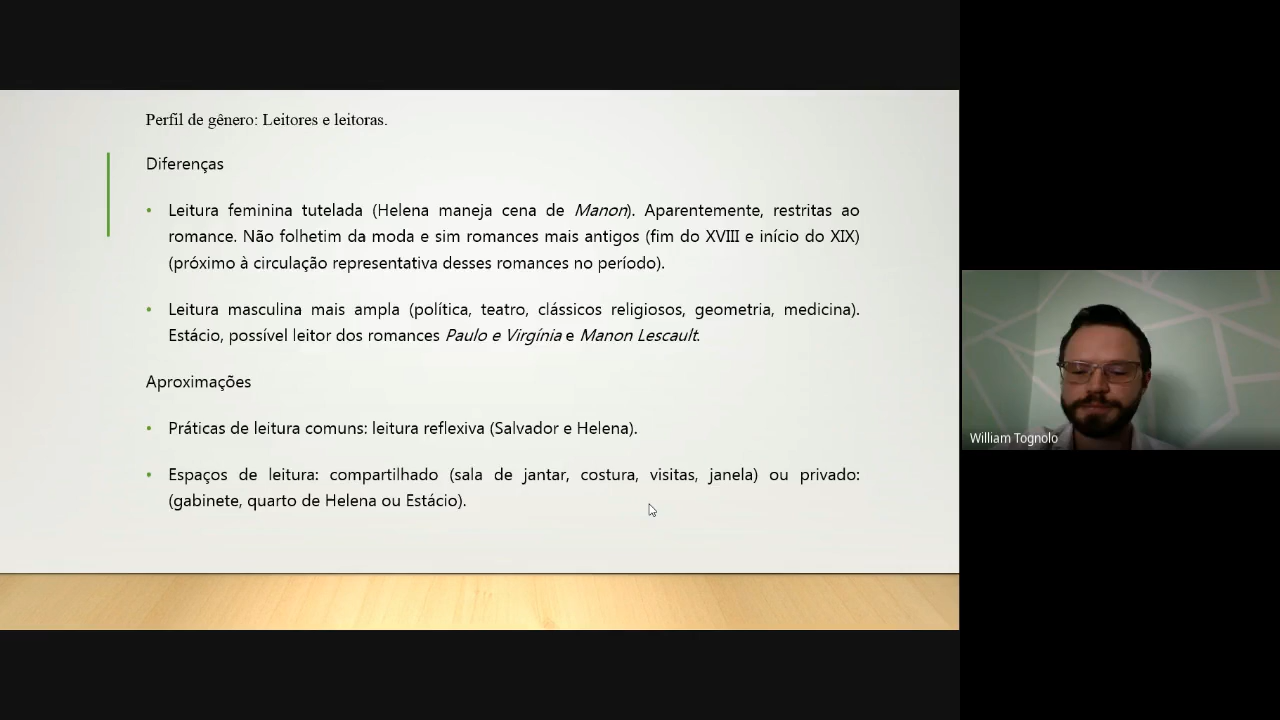 Perfil de gênero: Leitores e leitoras.
Diferenças
• Leitura feminina tutelada (Helena maneja cena de Manon). Aparentemente, restritas ao
romance. Não folhetim da moda e sim romances mais antigos (fim do XVIII e início do XIX)
(próximo à circulação representativa desses romances no período).
• Leitura masculina mais ampla (política, teatro, clássicos religiosos, geometria, medicina).
Estácio, possível leitor dos romances Paulo e Virgínia e Manon Lescault.
Aproximações
• Práticas de leitura comuns: leitura reflexiva (Salvador e Helena).
• Espaços de leitura: compartilhado (sala de jantar, costura, visitas, janela) ou privado:
(gabinete, quarto de Helena ou Estácio).
William Tognolo